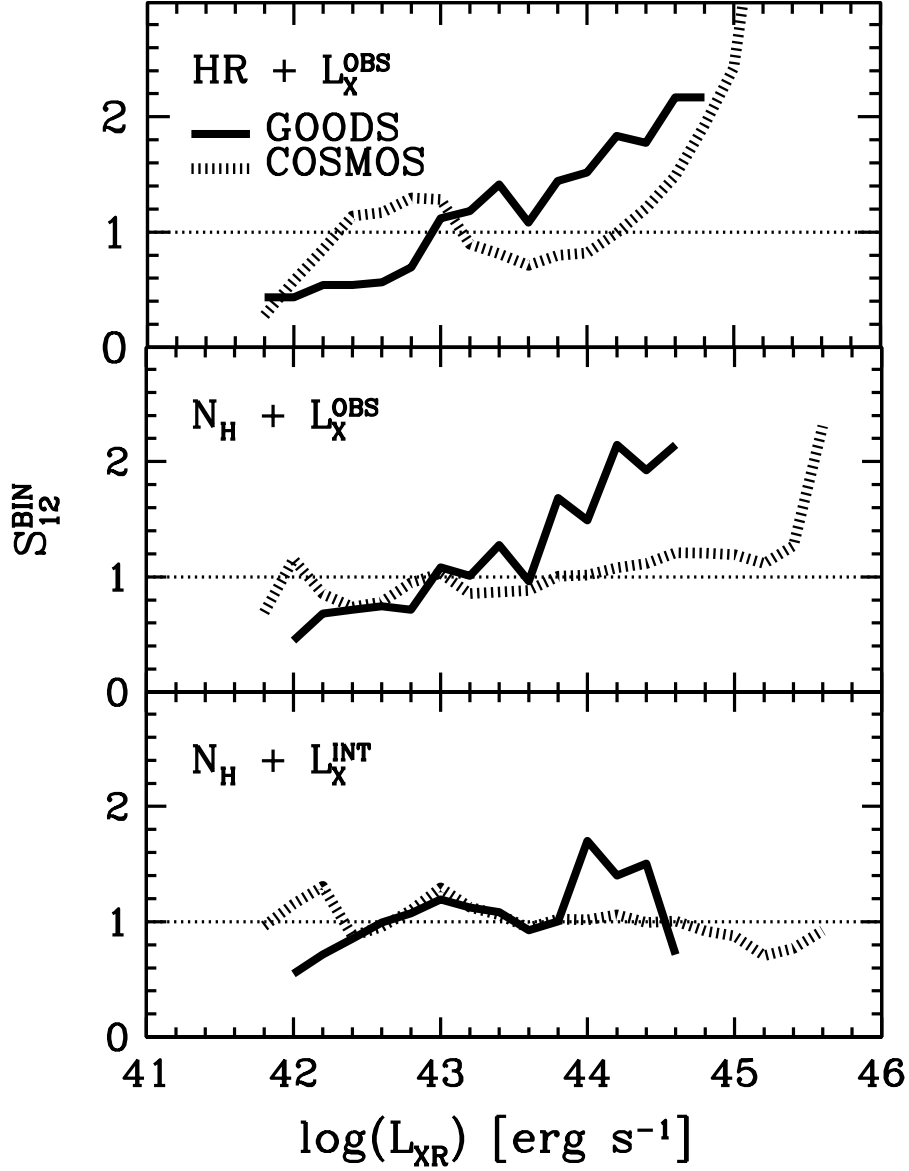 HR + L_X^OBS
GOODS
COSMOS
2
1
0
N_H + L_X^OBS
2
1
0
S_12^BIN
N_H + L_X^INT
2
1
0
41 42 43 44 45 46
log(L_XR) [erg s^−1]